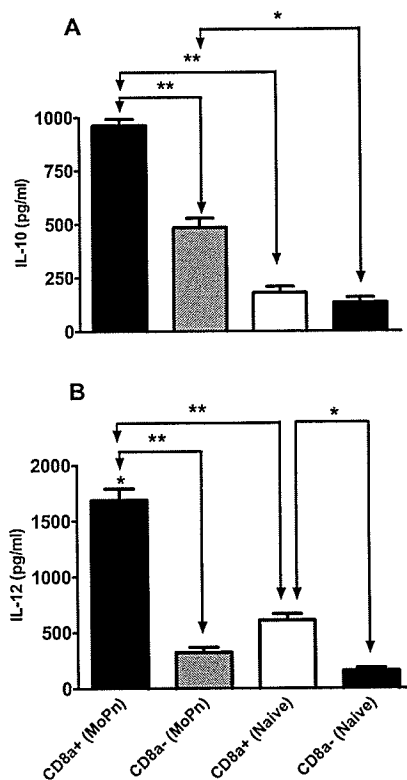 A
*
**
**
1000
750
500
250
0
IL-10 (pg/ml)
B
**
*
**
*
2000
1500
1000
500
0
IL-12 (pg/ml)
CD8a+ (MoPn)
CD8a- (MoPn)
CD8a+ (Naive)
CD8a- (Naive)